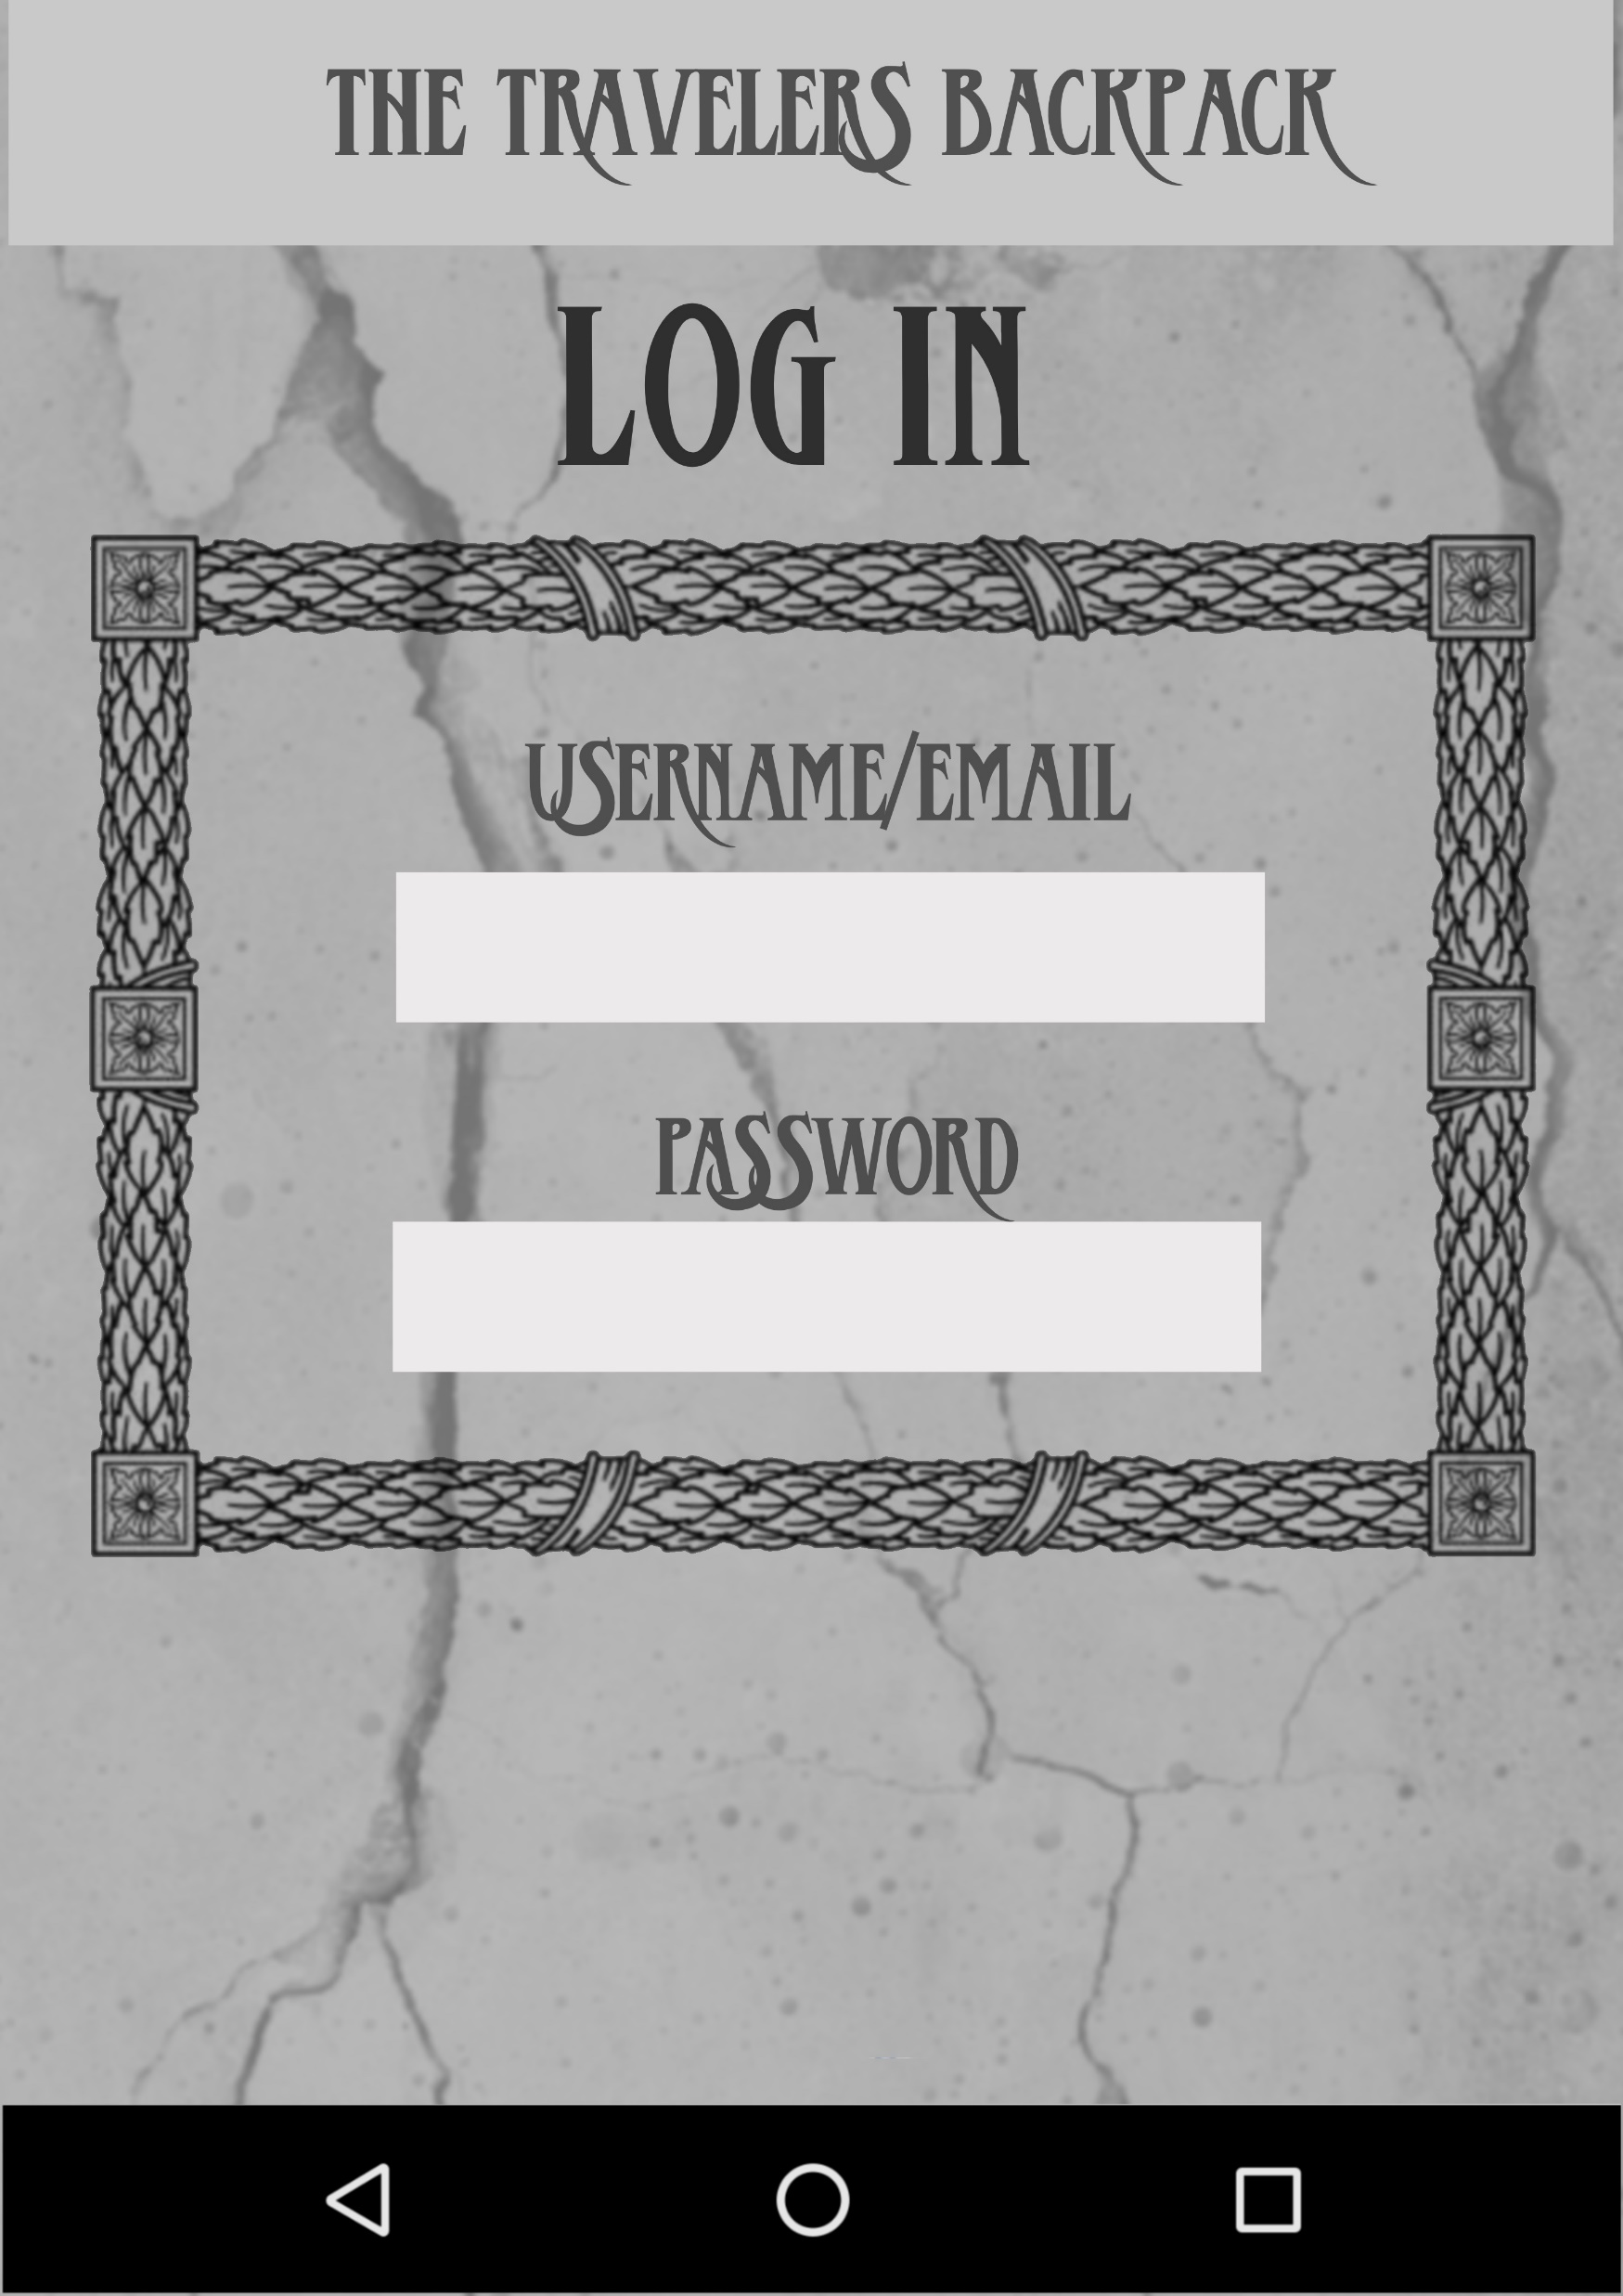 THE TRAVELERS BACKPACK
LOG IN
USERNAME/EMAIL
PASSWORD